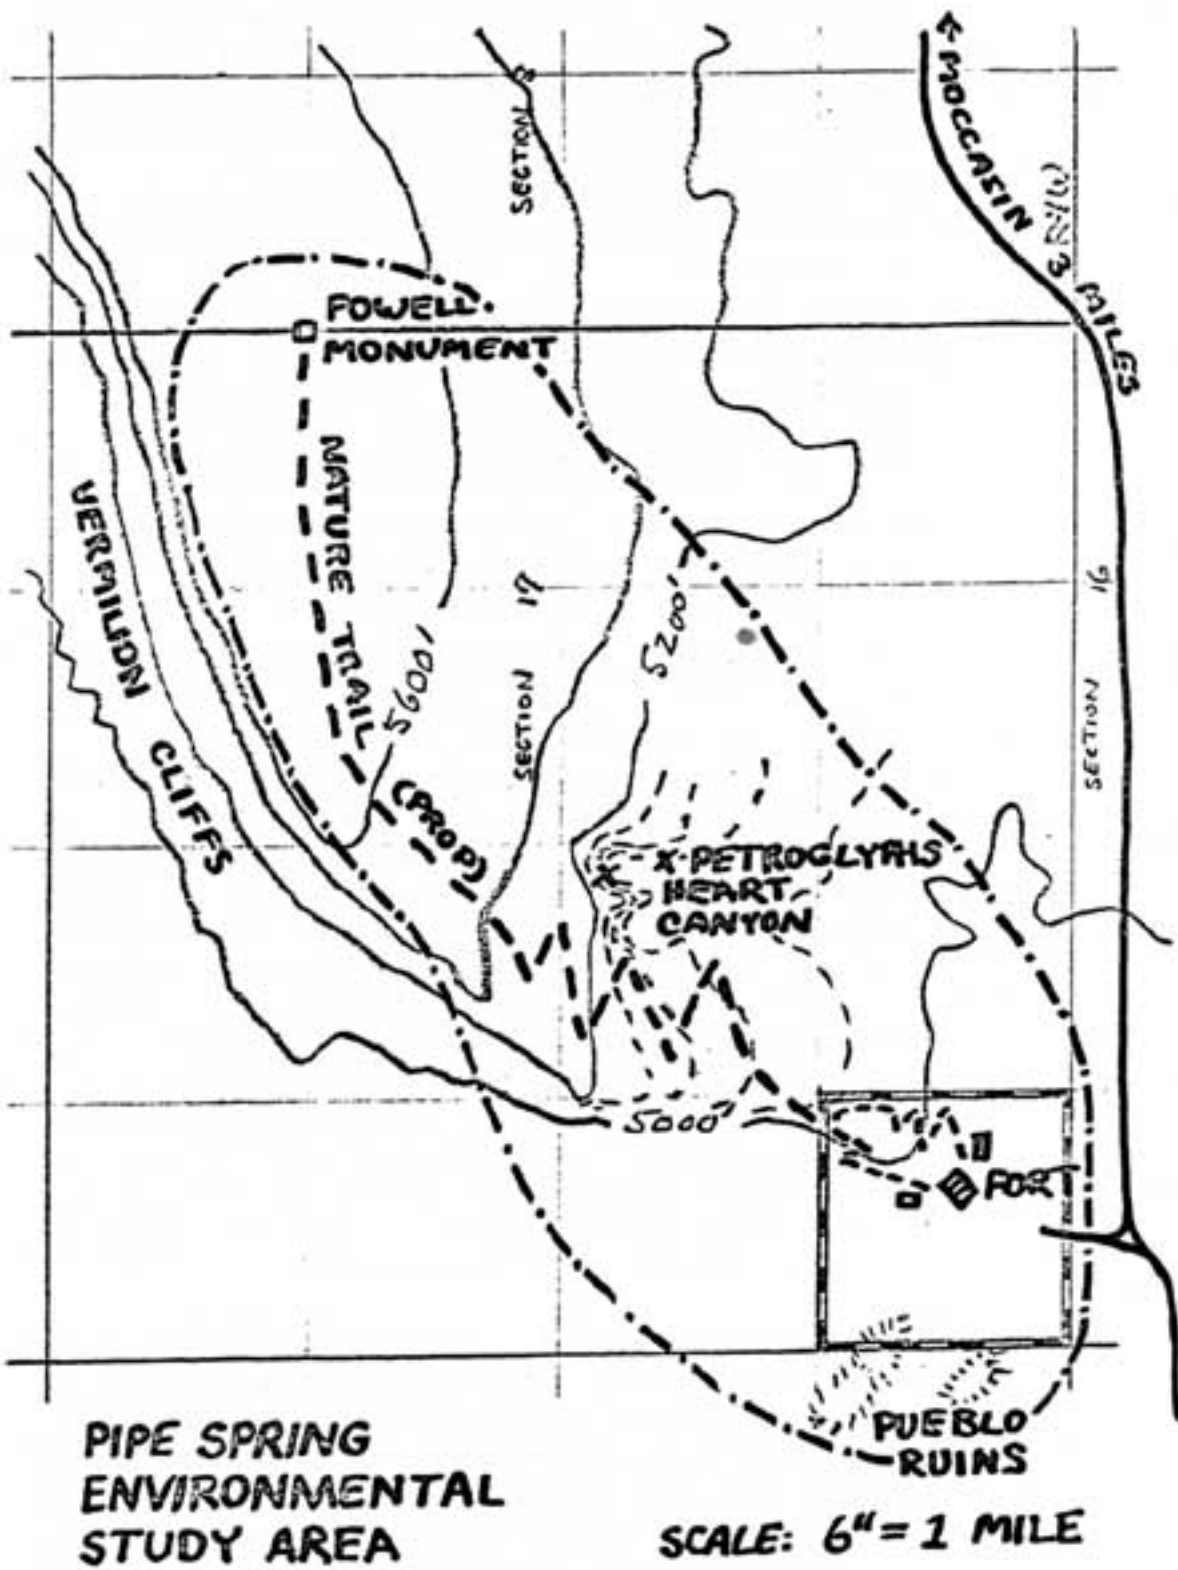 SECTION 8
MOCCASIN 3 MILES
POWELL
MONUMENT
NATURE TRAIL (PROP)
VERMILION CLIFFS
SECTION 17
SECTION 16
5600'
5200'
X-PETROGLYPHS
HEART
CANYON
5000'
PUEBLO
RUINS
PIPE SPRING
ENVIRONMENTAL
STUDY AREA
SCALE: 6"= 1 MILE